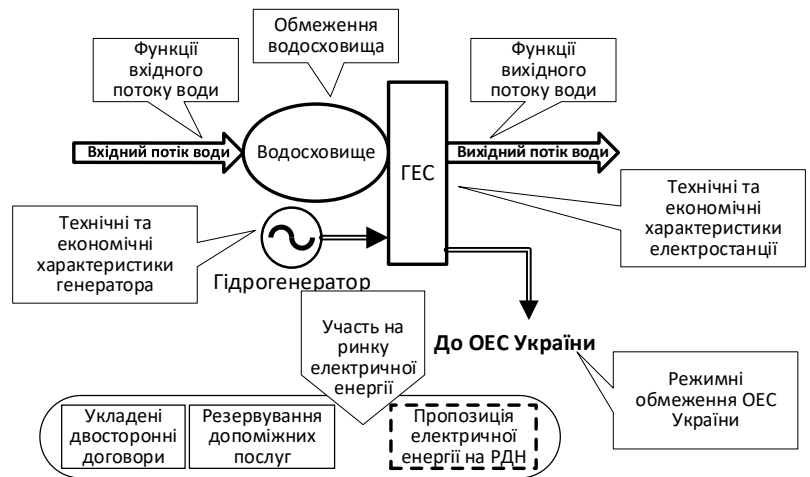 Обмеження
водосховища
Функції
вхідного
потоку води
Функції
вихідного
потоку води
Вхідний потік води
Водосховище
ГЕС
Вихідний потік води
Технічні та
економічні
характеристики
генератора
Гідрогенератор
Технічні та
економічні
характеристики
електростанції
Участь на
ринку
електричної
енергії
До ОЕС України
Режимні
обмеження ОЕС
України
Укладені
двосторонні
договори
Резервування
допоміжних
послуг
Пропозиція
електричної
енергії на РДН